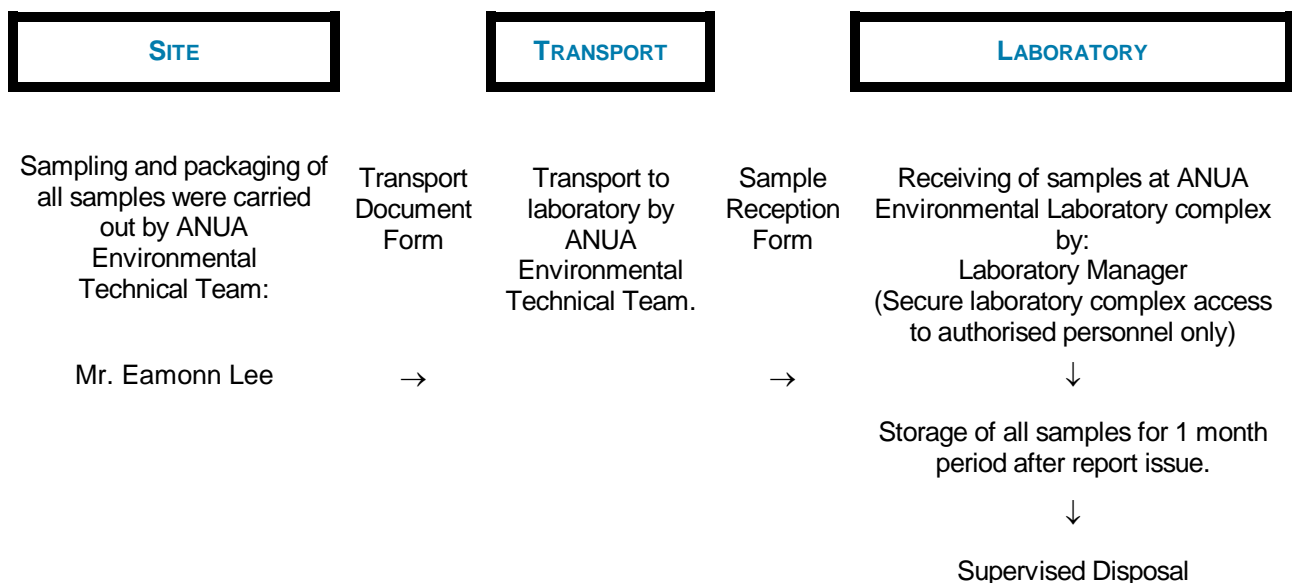 SITE
TRANSPORT
LABORATORY
Sampling and packaging of
all samples were carried
out by ANUA
Environmental
Technical Team:
Mr. Eamonn Lee
Transport
Document
Form
→
Transport to
laboratory by
ANUA
Environmental
Technical Team.
Sample
Reception
Form
→
Receiving of samples at ANUA
Environmental Laboratory complex
by:
Laboratory Manager
(Secure laboratory complex access
to authorised personnel only)
↓
Storage of all samples for 1 month
period after report issue.
↓
Supervised Disposal